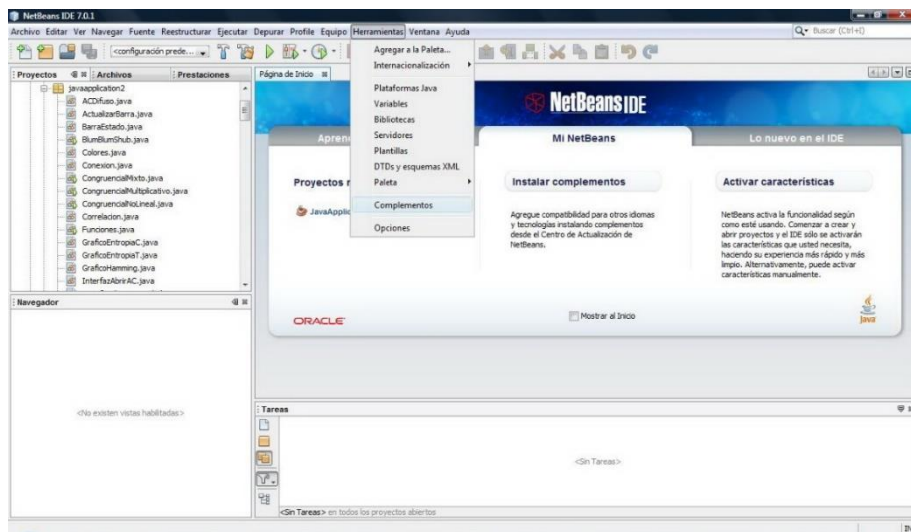 NetBeans IDE 7.0.1
Archivo Editar Ver Navegar Fuente Reestructurar Ejecutar Depurar Profile Equipo Herramientas Ventana Ayuda
Buscar (Ctrl+I)
<configuración prede...
Agregar a la Paleta...
Internacionalización
Plataformas Java
Variables
Bibliotecas
Servidores
Plantillas
DTDs y esquemas XML
Paleta
Complementos
Opciones
Proyectos
Archivos
Prestaciones
javaapplication2
ACDifuso.java
ActualizarBarra.java
BarraEstado.java
BlumBlumShub.java
Colores.java
Conexion.java
CongruencialMixto.java
CongruencialMultiplicativo.java
CongruencialNoLineal.java
Correlacion.java
Funciones.java
GraficoEntropiaC.java
GraficoEntropiaT.java
GraficoHamming.java
InterfazAbrirAC.java
Navegador
<No existen vistas habilitadas>
Página de Inicio
NetBeans IDE
Apren
Mi NetBeans
Lo nuevo en el IDE
Proyectos r
JavaApplic
Instalar complementos
Agregue compatibilidad para otros idiomas
y tecnologías instalando complementos
desde el Centro de Actualización de
NetBeans.
Activar características
NetBeans activa la funcionalidad según
como esté usando. Comenzar a crear y
abrir proyectos y el IDE sólo se activarán
las características que usted necesita,
haciendo su experiencia más rápido y más
limpio. Alternativamente, puede activar
características manualmente.
ORACLE
Mostrar al Inicio
Java
Tareas
<Sin Tareas>
<Sin Tareas> en todos los proyectos abiertos